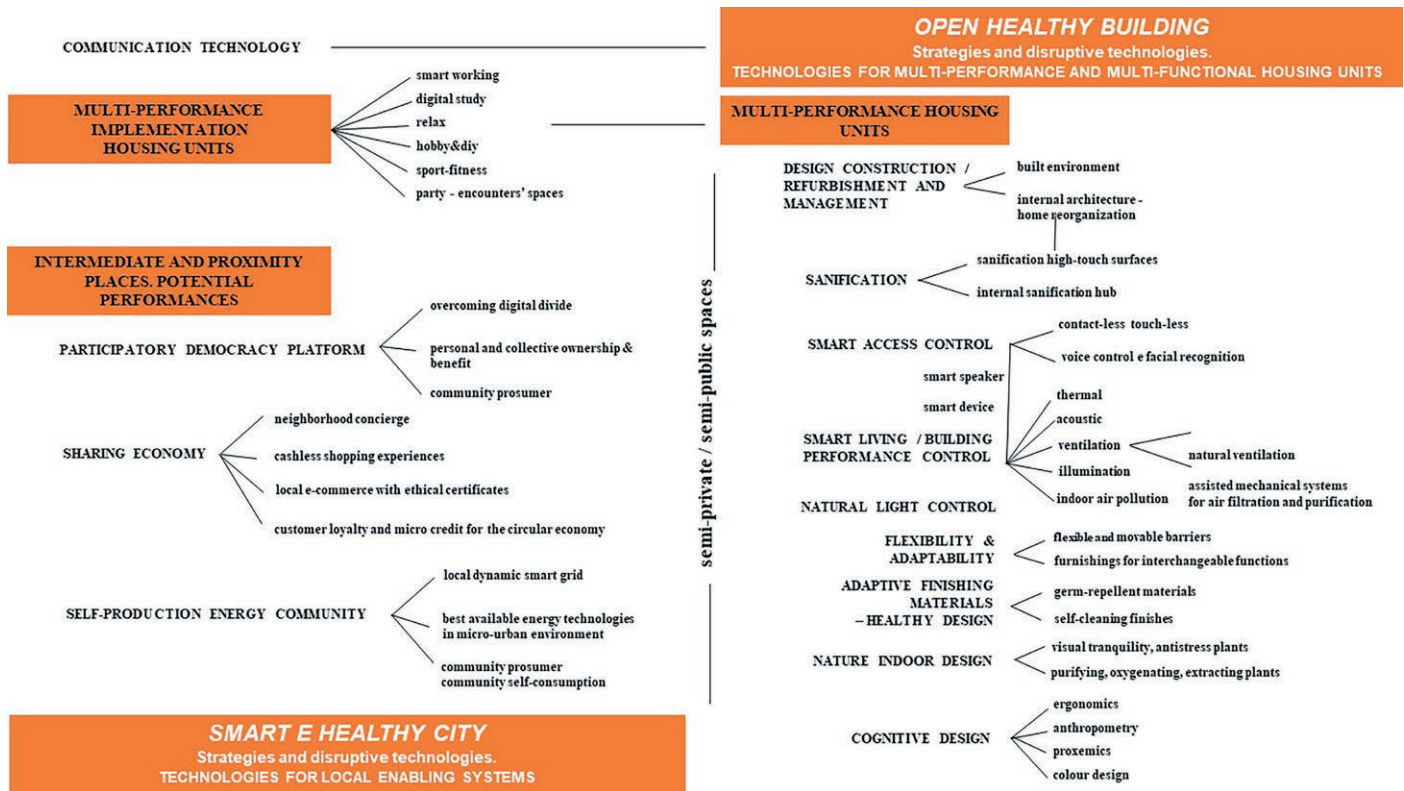 COMMUNICATION TECHNOLOGY
MULTI-PERFORMANCE
IMPLEMENTATION
HOUSING UNITS
smart working
digital study
relax
hobby&diy
sport-fitness
party - encounters' spaces
INTERMEDIATE AND PROXIMITY
PLACES. POTENTIAL
PERFORMANCES
PARTICIPATORY DEMOCRACY PLATFORM
overcoming digital divide
personal and collective ownership &
benefit
community prosumer
SHARING ECONOMY
neighborhood concierge
cashless shopping experiences
local e-commerce with ethical certificates
customer loyalty and micro credit for the circular economy
SELF-PRODUCTION ENERGY COMMUNITY
local dynamic smart grid
best available energy technologies
in micro-urban environment
community prosumer
community self-consumption
SMART E HEALTHY CITY
Strategies and disruptive technologies.
TECHNOLOGIES FOR LOCAL ENABLING SYSTEMS
semi-private / semi-public spaces
OPEN HEALTHY BUILDING
Strategies and disruptive technologies.
TECHNOLOGIES FOR MULTI-PERFORMANCE AND MULTI-FUNCTIONAL HOUSING UNITS
MULTI-PERFORMANCE HOUSING
UNITS
DESIGN CONSTRUCTION /
REFURBISHMENT AND
MANAGEMENT
built environment
internal architecture -
home reorganization
SANIFICATION
sanification high-touch surfaces
internal sanification hub
SMART ACCESS CONTROL
contact-less touch-less
voice control e facial recognition
smart speaker
smart device
SMART LIVING / BUILDING
PERFORMANCE CONTROL
thermal
acoustic
ventilation
illumination
indoor air pollution
natural ventilation
assisted mechanical systems
for air filtration and purification
NATURAL LIGHT CONTROL
FLEXIBILITY &
ADAPTABILITY
flexible and movable barriers
furnishings for interchangeable functions
ADAPTIVE FINISHING
MATERIALS
– HEALTHY DESIGN
germ-repellent materials
self-cleaning finishes
NATURE INDOOR DESIGN
visual tranquility, antistress plants
purifying, oxygenating, extracting plants
COGNITIVE DESIGN
ergonomics
anthropometry
proxemics
colour design